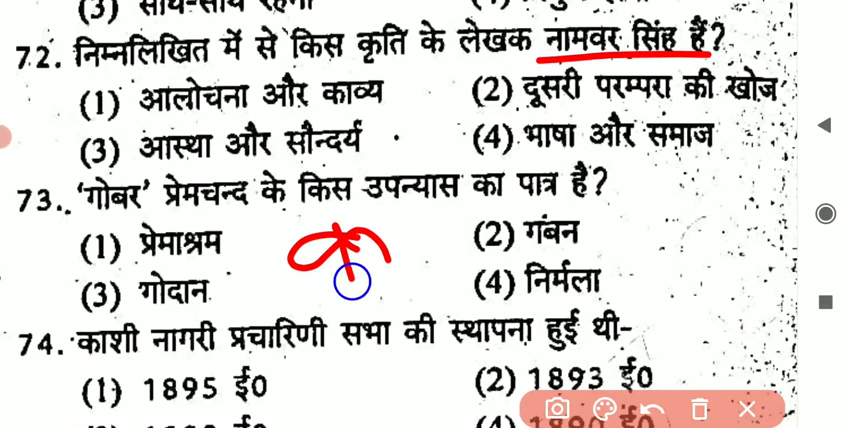 (3) साथ-साथ रहना
72. निम्नलिखित में से किस कृति के लेखक नामवर सिंह हैं?
(1) आलोचना और काव्य (2) दूसरी परम्परा की खोज
(3) आस्था और सौन्दर्य (4) भाषा और समाज
73. 'गोबर' प्रेमचन्द के किस उपन्यास का पात्र है?
(1) प्रेमाश्रम (2) गबन
(3) गोदान (4) निर्मला
74. काशी नागरी प्रचारिणी सभा की स्थापना हुई थी-
(1) 1895 ई0 (2) 1893 ई0